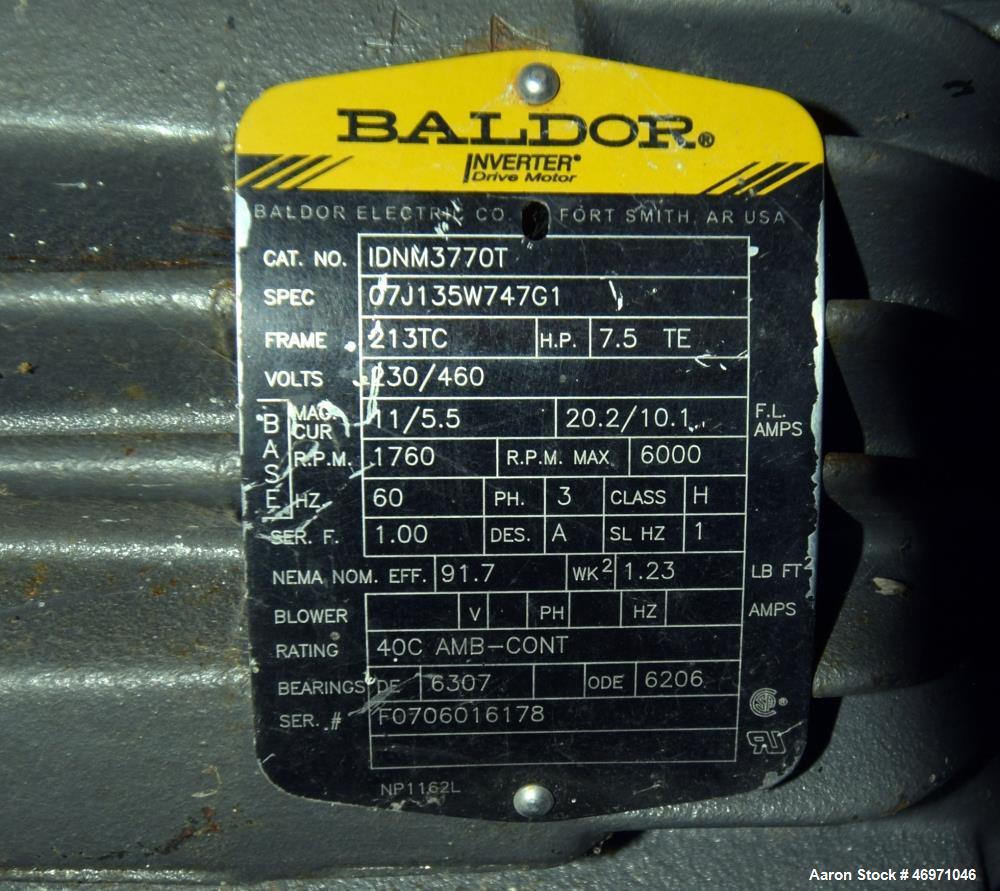 BALDOR®
INVERTER®
Drive Motor
BALDOR ELECTRIC CO. FORT SMITH, AR USA
CAT. NO. IDNM3770T
SPEC 07J135W747G1
FRAME 213TC H.P. 7.5 TE
VOLTS 230/460
BASE
MAG. CUR 11/5.5 20.2/10.1 F.L. AMPS
R.P.M. 1760 R.P.M. MAX 6000
HZ 60 PH. 3 CLASS H
SER. F. 1.00 DES. A SL HZ 1
NEMA NOM. EFF. 91.7 WK² 1.23 LB FT²
BLOWER V PH HZ AMPS
RATING 40C AMB-CONT
BEARINGS DE 6307 ODE 6206
SER. # F0706016178
NP1162L
Aaron Stock # 46971046